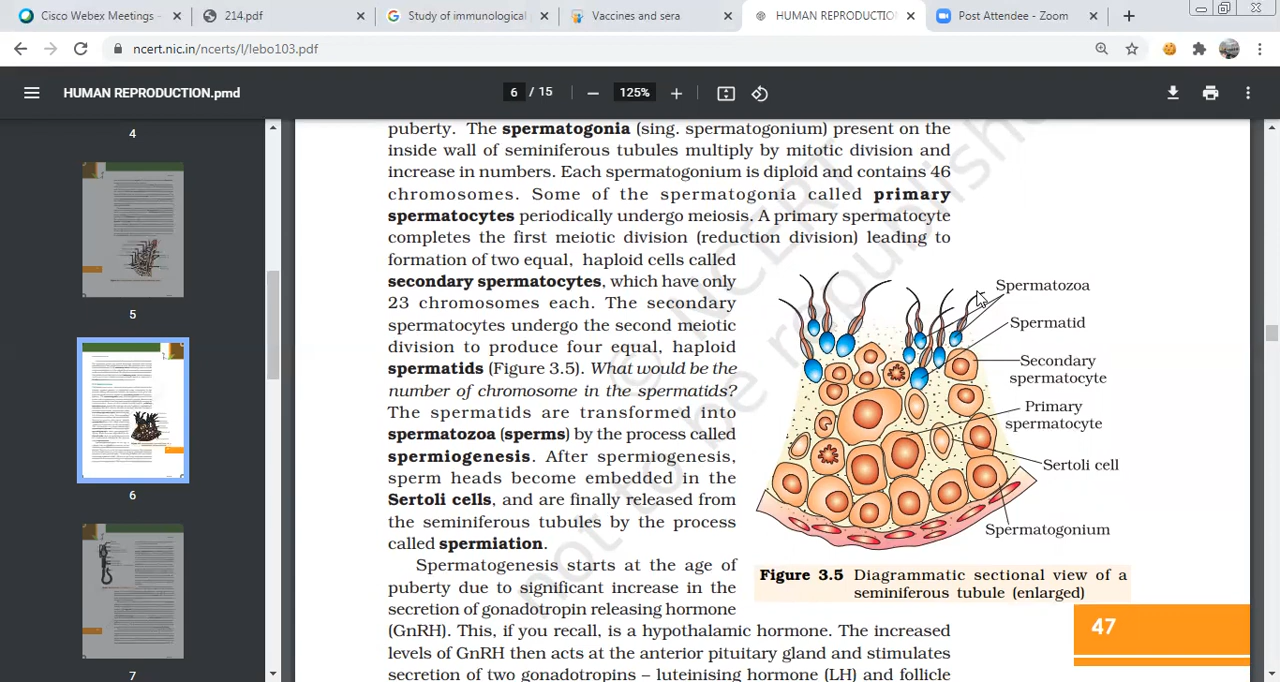 Cisco Webex Meetings -
214.pdf
Study of immunological
Vaccines and sera
HUMAN REPRODUCTIO
Post Attendee - Zoom
ncert.nic.in/ncerts/l/lebo103.pdf
HUMAN REPRODUCTION.pmd
6 / 15
125%
4
5
6
7
puberty. The spermatogonia (sing. spermatogonium) present on the
inside wall of seminiferous tubules multiply by mitotic division and
increase in numbers. Each spermatogonium is diploid and contains 46
chromosomes. Some of the spermatogonia called primary
spermatocytes periodically undergo meiosis. A primary spermatocyte
completes the first meiotic division (reduction division) leading to
formation of two equal, haploid cells called
secondary spermatocytes, which have only
23 chromosomes each. The secondary
spermatocytes undergo the second meiotic
division to produce four equal, haploid
spermatids (Figure 3.5). What would be the
number of chromosome in the spermatids?
The spermatids are transformed into
spermatozoa (sperms) by the process called
spermiogenesis. After spermiogenesis,
sperm heads become embedded in the
Sertoli cells, and are finally released from
the seminiferous tubules by the process
called spermiation.
Spermatogenesis starts at the age of
puberty due to significant increase in the
secretion of gonadotropin releasing hormone
(GnRH). This, if you recall, is a hypothalamic hormone. The increased
levels of GnRH then acts at the anterior pituitary gland and stimulates
secretion of two gonadotropins – luteinising hormone (LH) and follicle
Spermatozoa
Spermatid
Secondary
spermatocyte
Primary
spermatocyte
Sertoli cell
Spermatogonium
Figure 3.5 Diagrammatic sectional view of a
seminiferous tubule (enlarged)
47
© NCERT
not to be republished